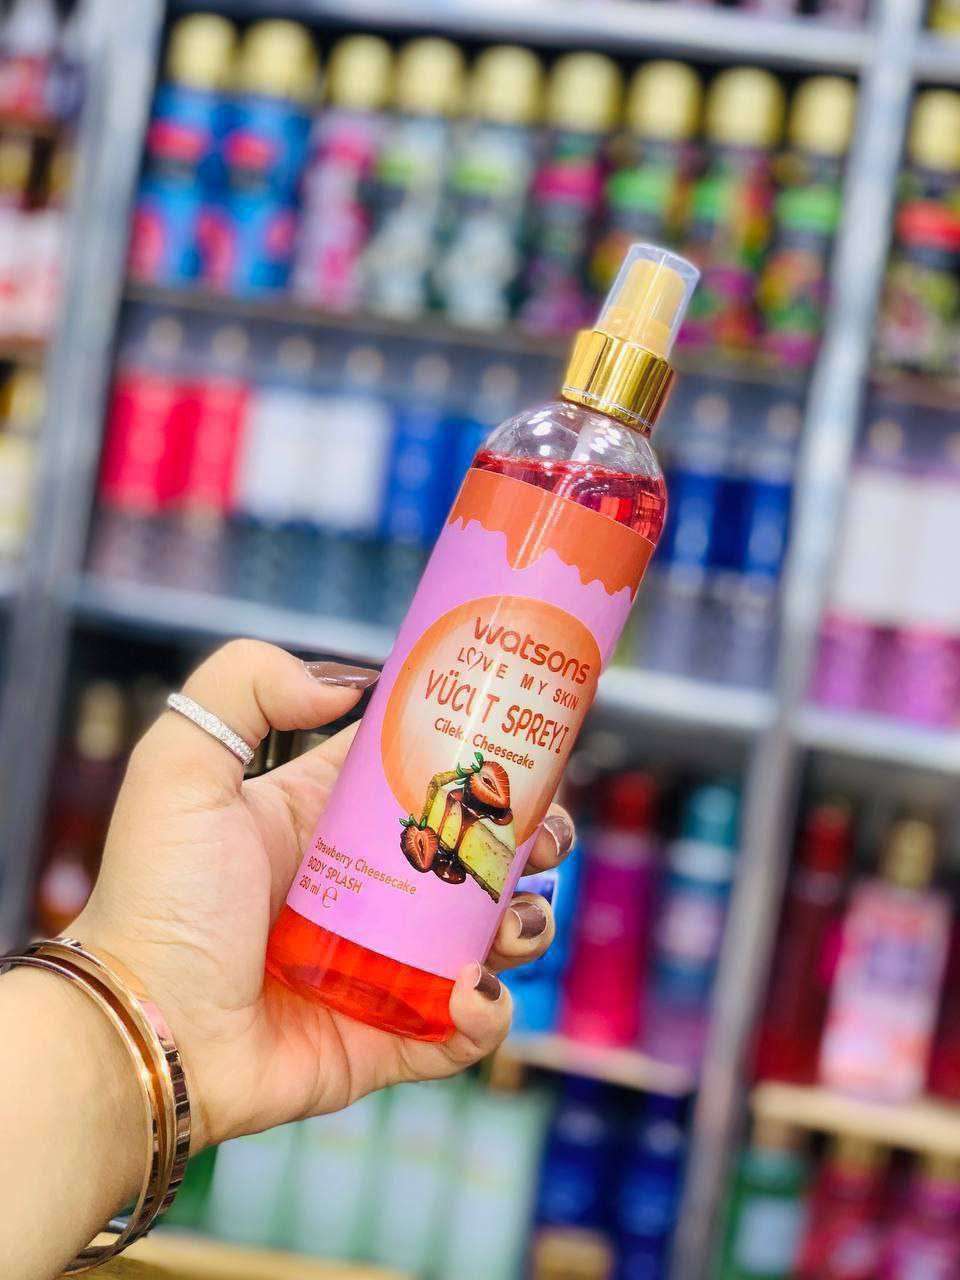 watsons
LOVE MY SKIN
VÜCUT SPREYİ
Çilekli Cheesecake
Strawberry Cheesecake
BODY SPLASH
250 ml e